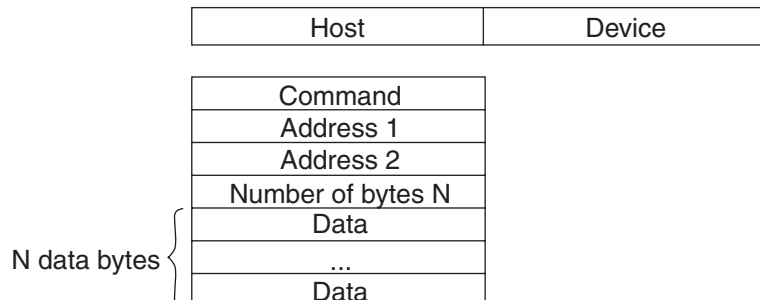 Host Device
Command
Address 1
Address 2
Number of bytes N
Data
N data bytes ...
Data